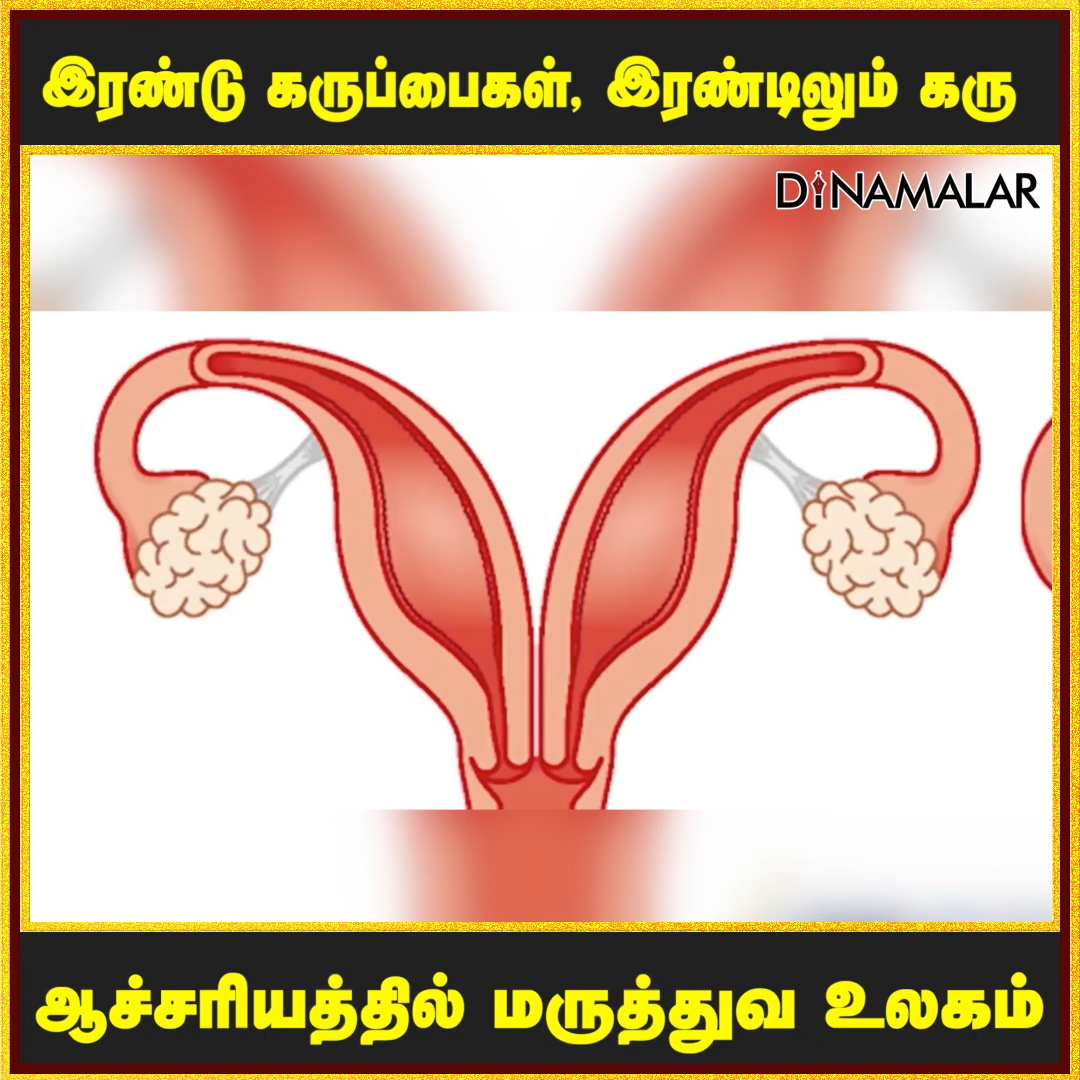 இரண்டு கருப்பைகள், இரண்டிலும் கரு
DINAMALAR
ஆச்சரியத்தில் மருத்துவ உலகம்